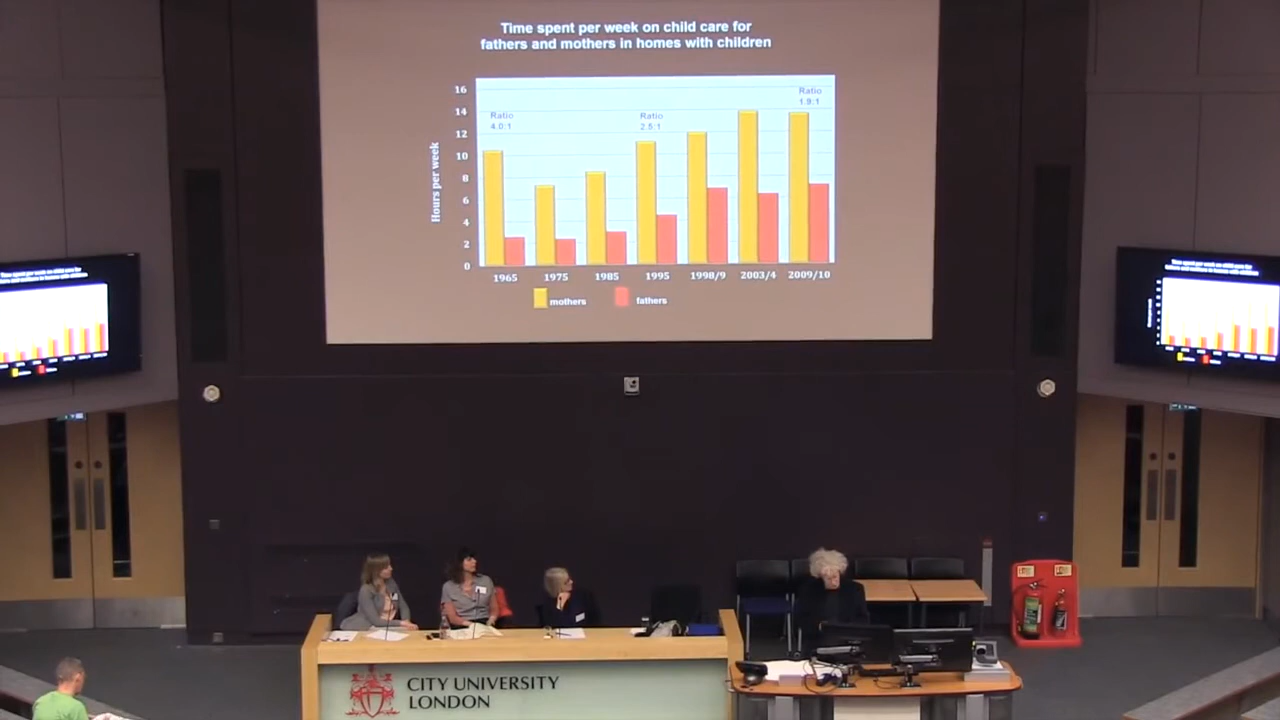 Time spent per week on child care for
fathers and mothers in homes with children
Hours per week
16
14
12
10
8
6
4
2
0
Ratio
4.0:1
Ratio
2.5:1
Ratio
1.9:1
1965
1975
1985
1995
1998/9
2003/4
2009/10
mothers
fathers
CITY UNIVERSITY
LONDON